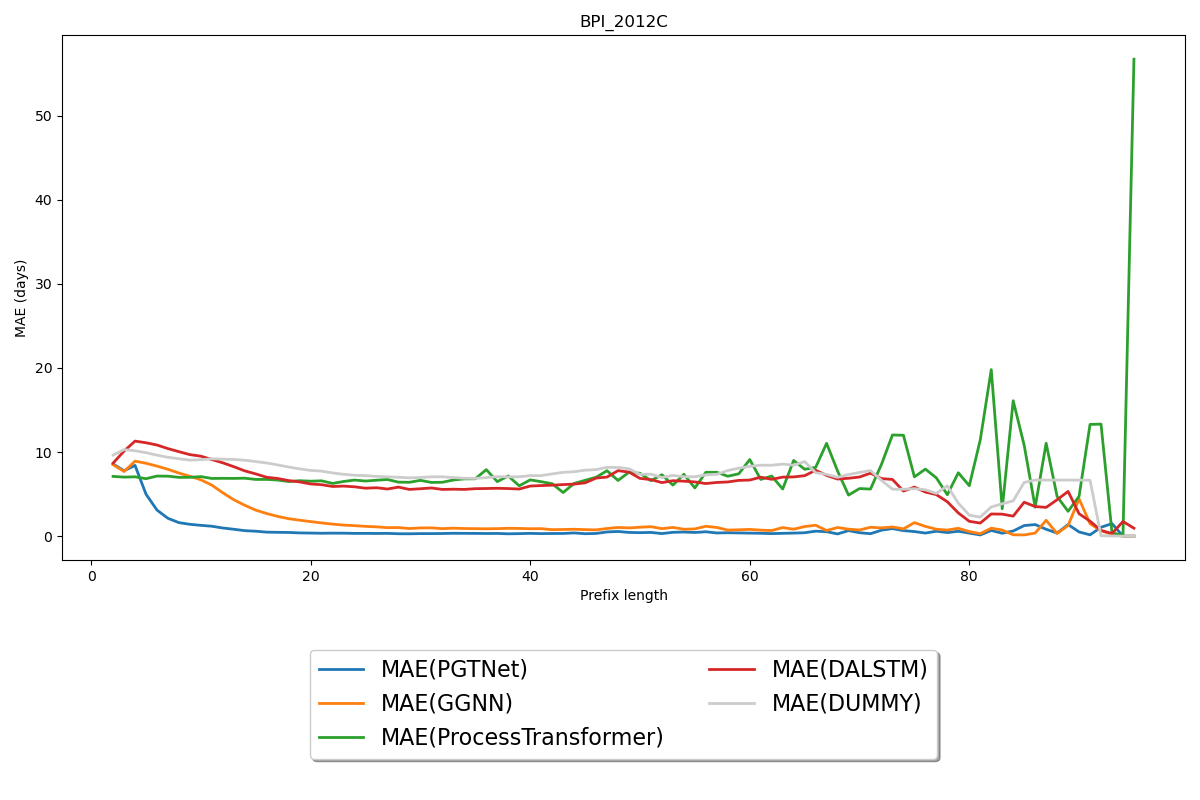 BPI_2012C
MAE (days)
50
40
30
20
10
0
0 20 40 60 80
Prefix length
MAE(PGTNet)
MAE(GGNN)
MAE(ProcessTransformer)
MAE(DALSTM)
MAE(DUMMY)